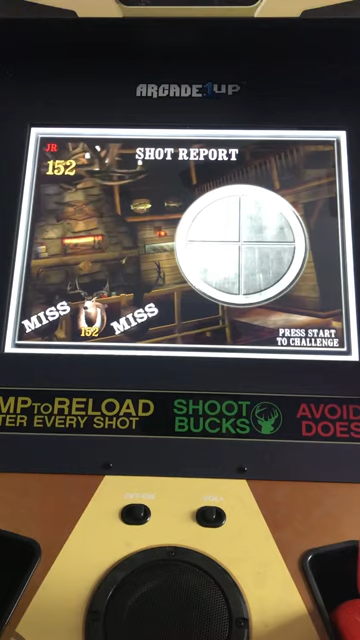 ARCADE1UP
JR
152
SHOT REPORT
MISS
152
MISS
PRESS START
TO CHALLENGE
MP TO RELOAD
TER EVERY SHOT
SHOOT
BUCKS
AVOID
DOES